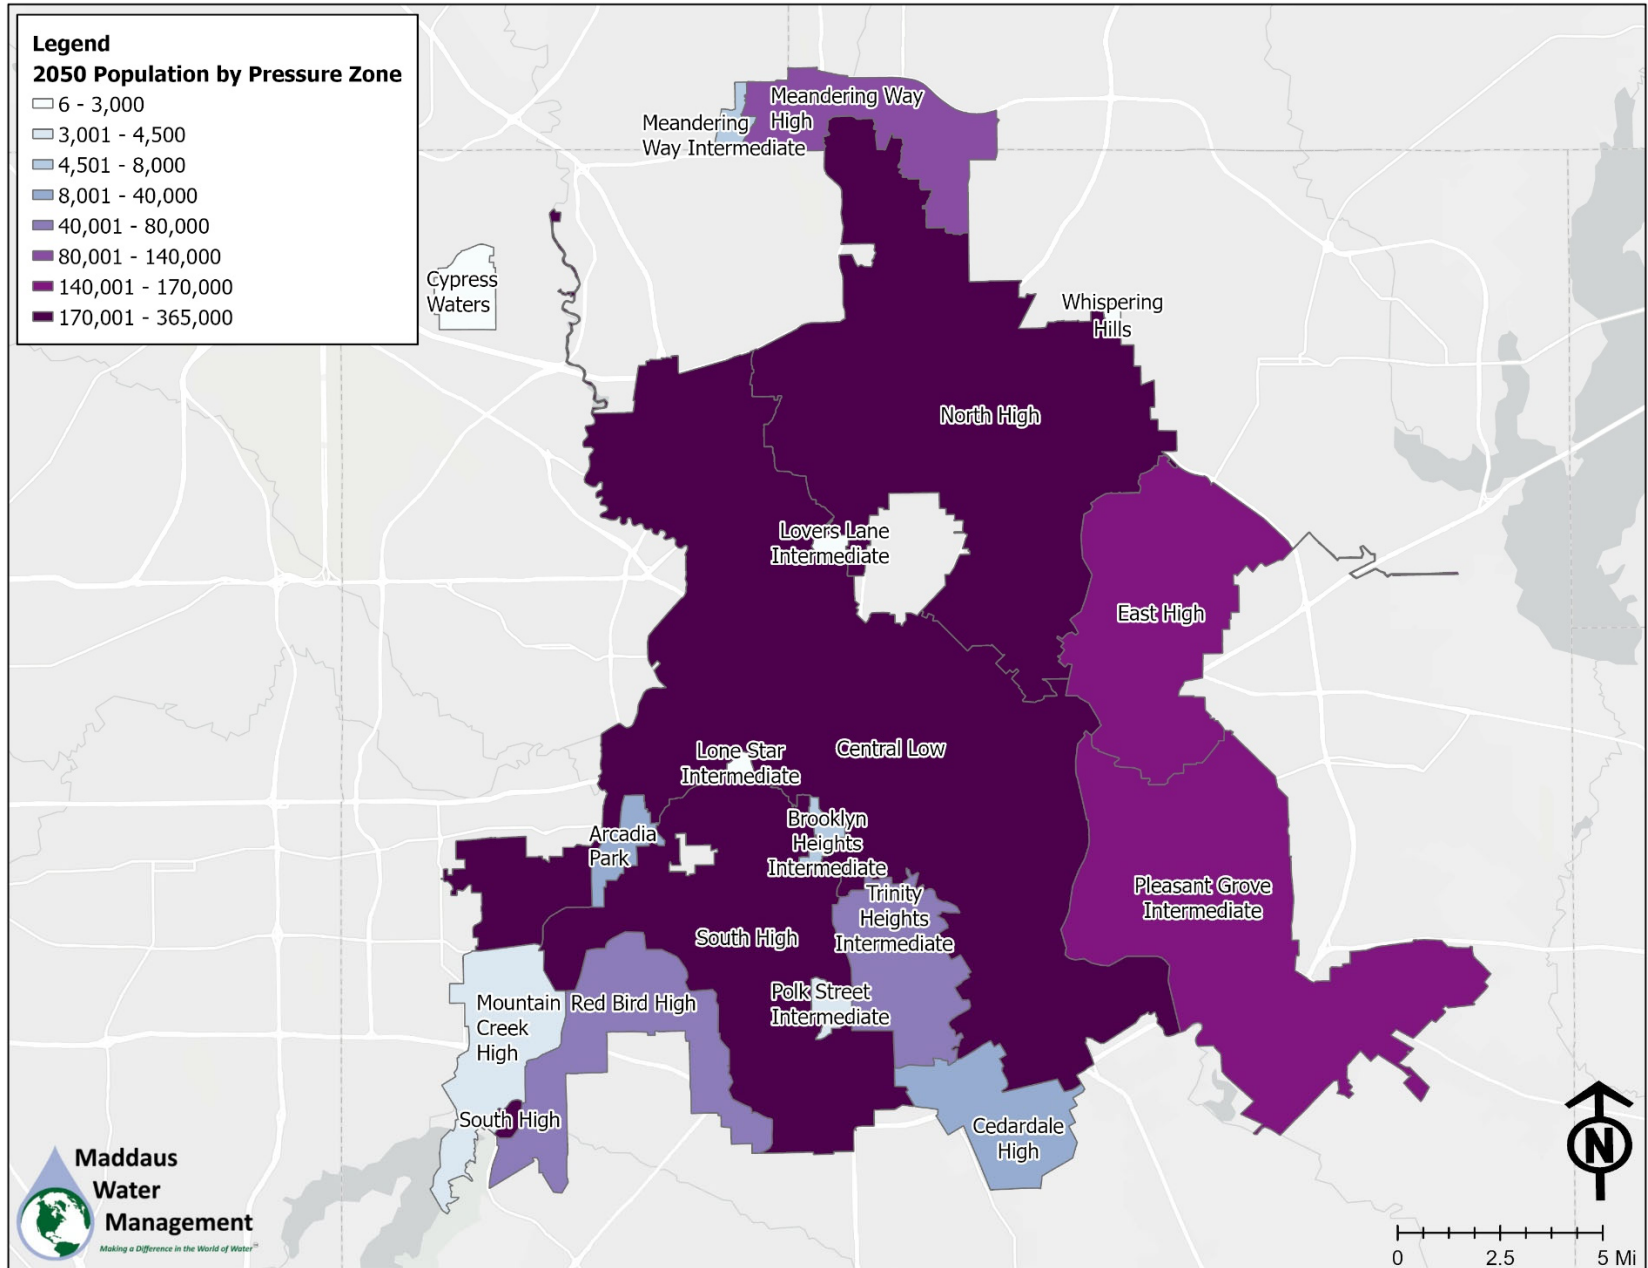 Legend
2050 Population by Pressure Zone
6 - 3,000
3,001 - 4,500
4,501 - 8,000
8,001 - 40,000
40,001 - 80,000
80,001 - 140,000
140,001 - 170,000
170,001 - 365,000
Meandering Way
High
Meandering
Way Intermediate
Cypress
Waters
Whispering
Hills
North High
Lovers Lane
Intermediate
East High
Lone Star
Intermediate
Central Low
Brooklyn
Heights
Intermediate
Arcadia
Park
Trinity
Heights
Intermediate
Pleasant Grove
Intermediate
South High
Polk Street
Intermediate
Mountain
Creek
High
Red Bird High
South High
Cedardale
High
Maddaus
Water
Management
Making a Difference in the World of Water℠
N
0 2.5 5 Mi